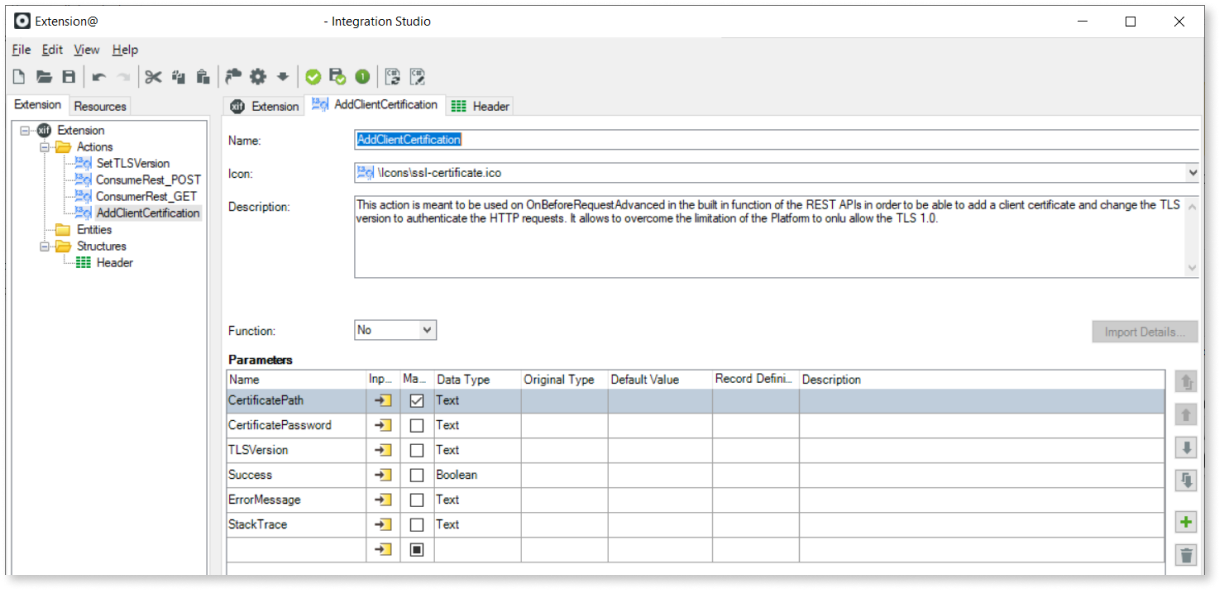 Extension@ - Integration Studio
File Edit View Help
Extension Resources
Extension AddClientCertification Header
Extension
Actions
SetTLSVersion
ConsumeRest_POST
ConsumerRest_GET
AddClientCertification
Entities
Structures
Header
Name: AddClientCertification
Icon: \Icons\ssl-certificate.ico
Description: This action is meant to be used on OnBeforeRequestAdvanced in the built in function of the REST APIs in order to be able to add a client certificate and change the TLS
version to authenticate the HTTP requests. It allows to overcome the limitation of the Platform to onlu allow the TLS 1.0.
Function: No Import Details...
Parameters
Name Inp... Ma... Data Type Original Type Default Value Record Defini... Description
CertificatePath Text
CertificatePassword Text
TLSVersion Text
Success Boolean
ErrorMessage Text
StackTrace Text